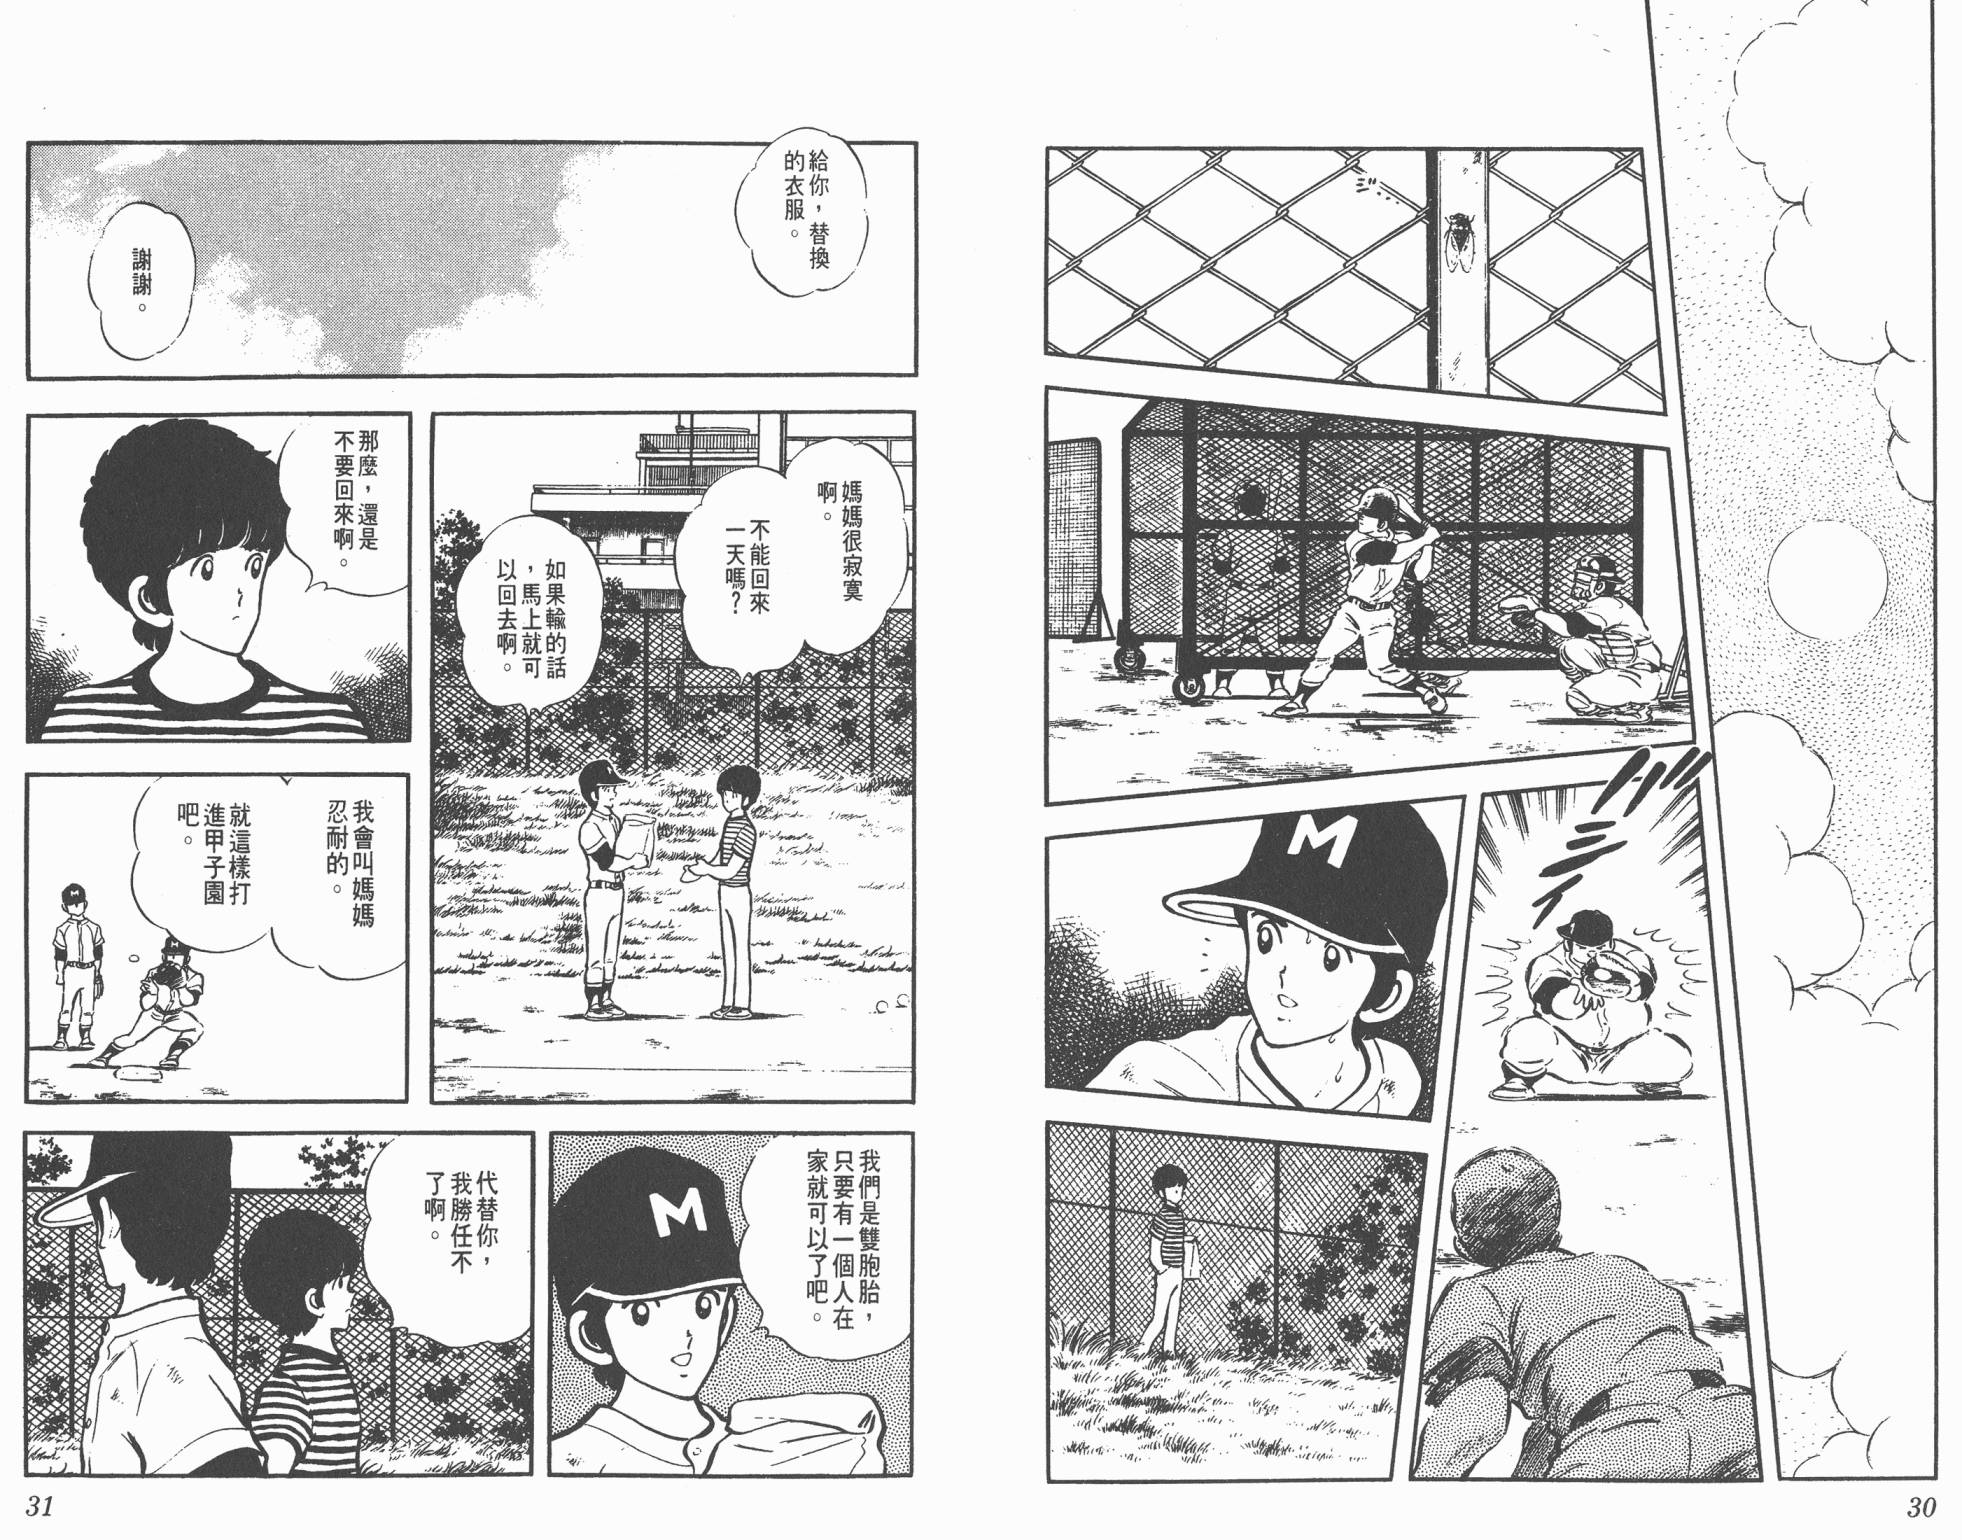 ミ゛
バ
シ
ッ
M
30
給你，替換
的衣服。
謝謝。
媽媽很寂寞
啊。
不能回來
一天嗎？
如果輸的話
，馬上就可
以回去啊。
那麼，還是
不要回來啊。
我會叫媽媽
忍耐的。
就這樣打
進甲子園
吧。
M
M
我們是雙胞胎，
只要有一個人在
家就可以了吧。
M
代替你，
我勝任不
了啊。
31